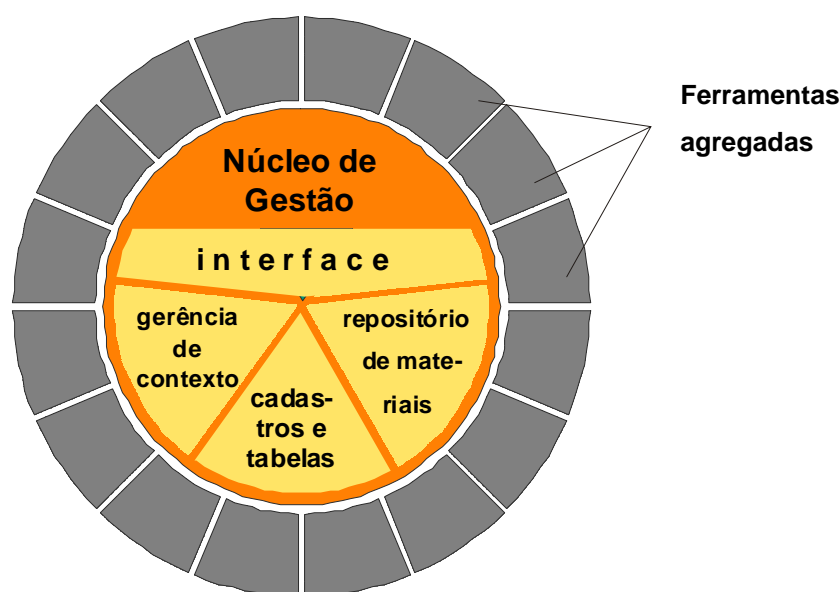 Ferramentas
agregadas
Núcleo de
Gestão
i n t e r f a c e
gerência
de
contexto
repositório
de mate-
riais
cadas-
tros e
tabelas